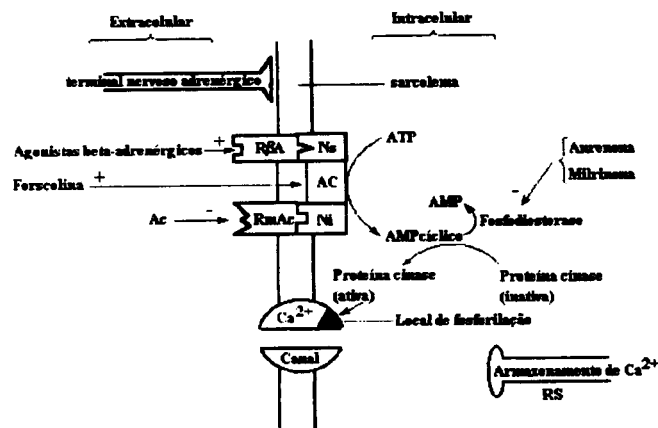 Extracelular
Intracelular
terminal nervoso adrenérgico
sarcolema
Agonistas beta-adrenérgicos
+
RβA
Ns
ATP
Forscolina
+
AC
Amrenona
Milrinona
-
Ac
-
RmAc
Ni
AMP
Fosfodiesterase
AMPcíclico
Proteína cinase
(ativa)
Proteína cinase
(inativa)
Ca2+
Local de fosforilação
Canal
Armazenamento de Ca2+
RS